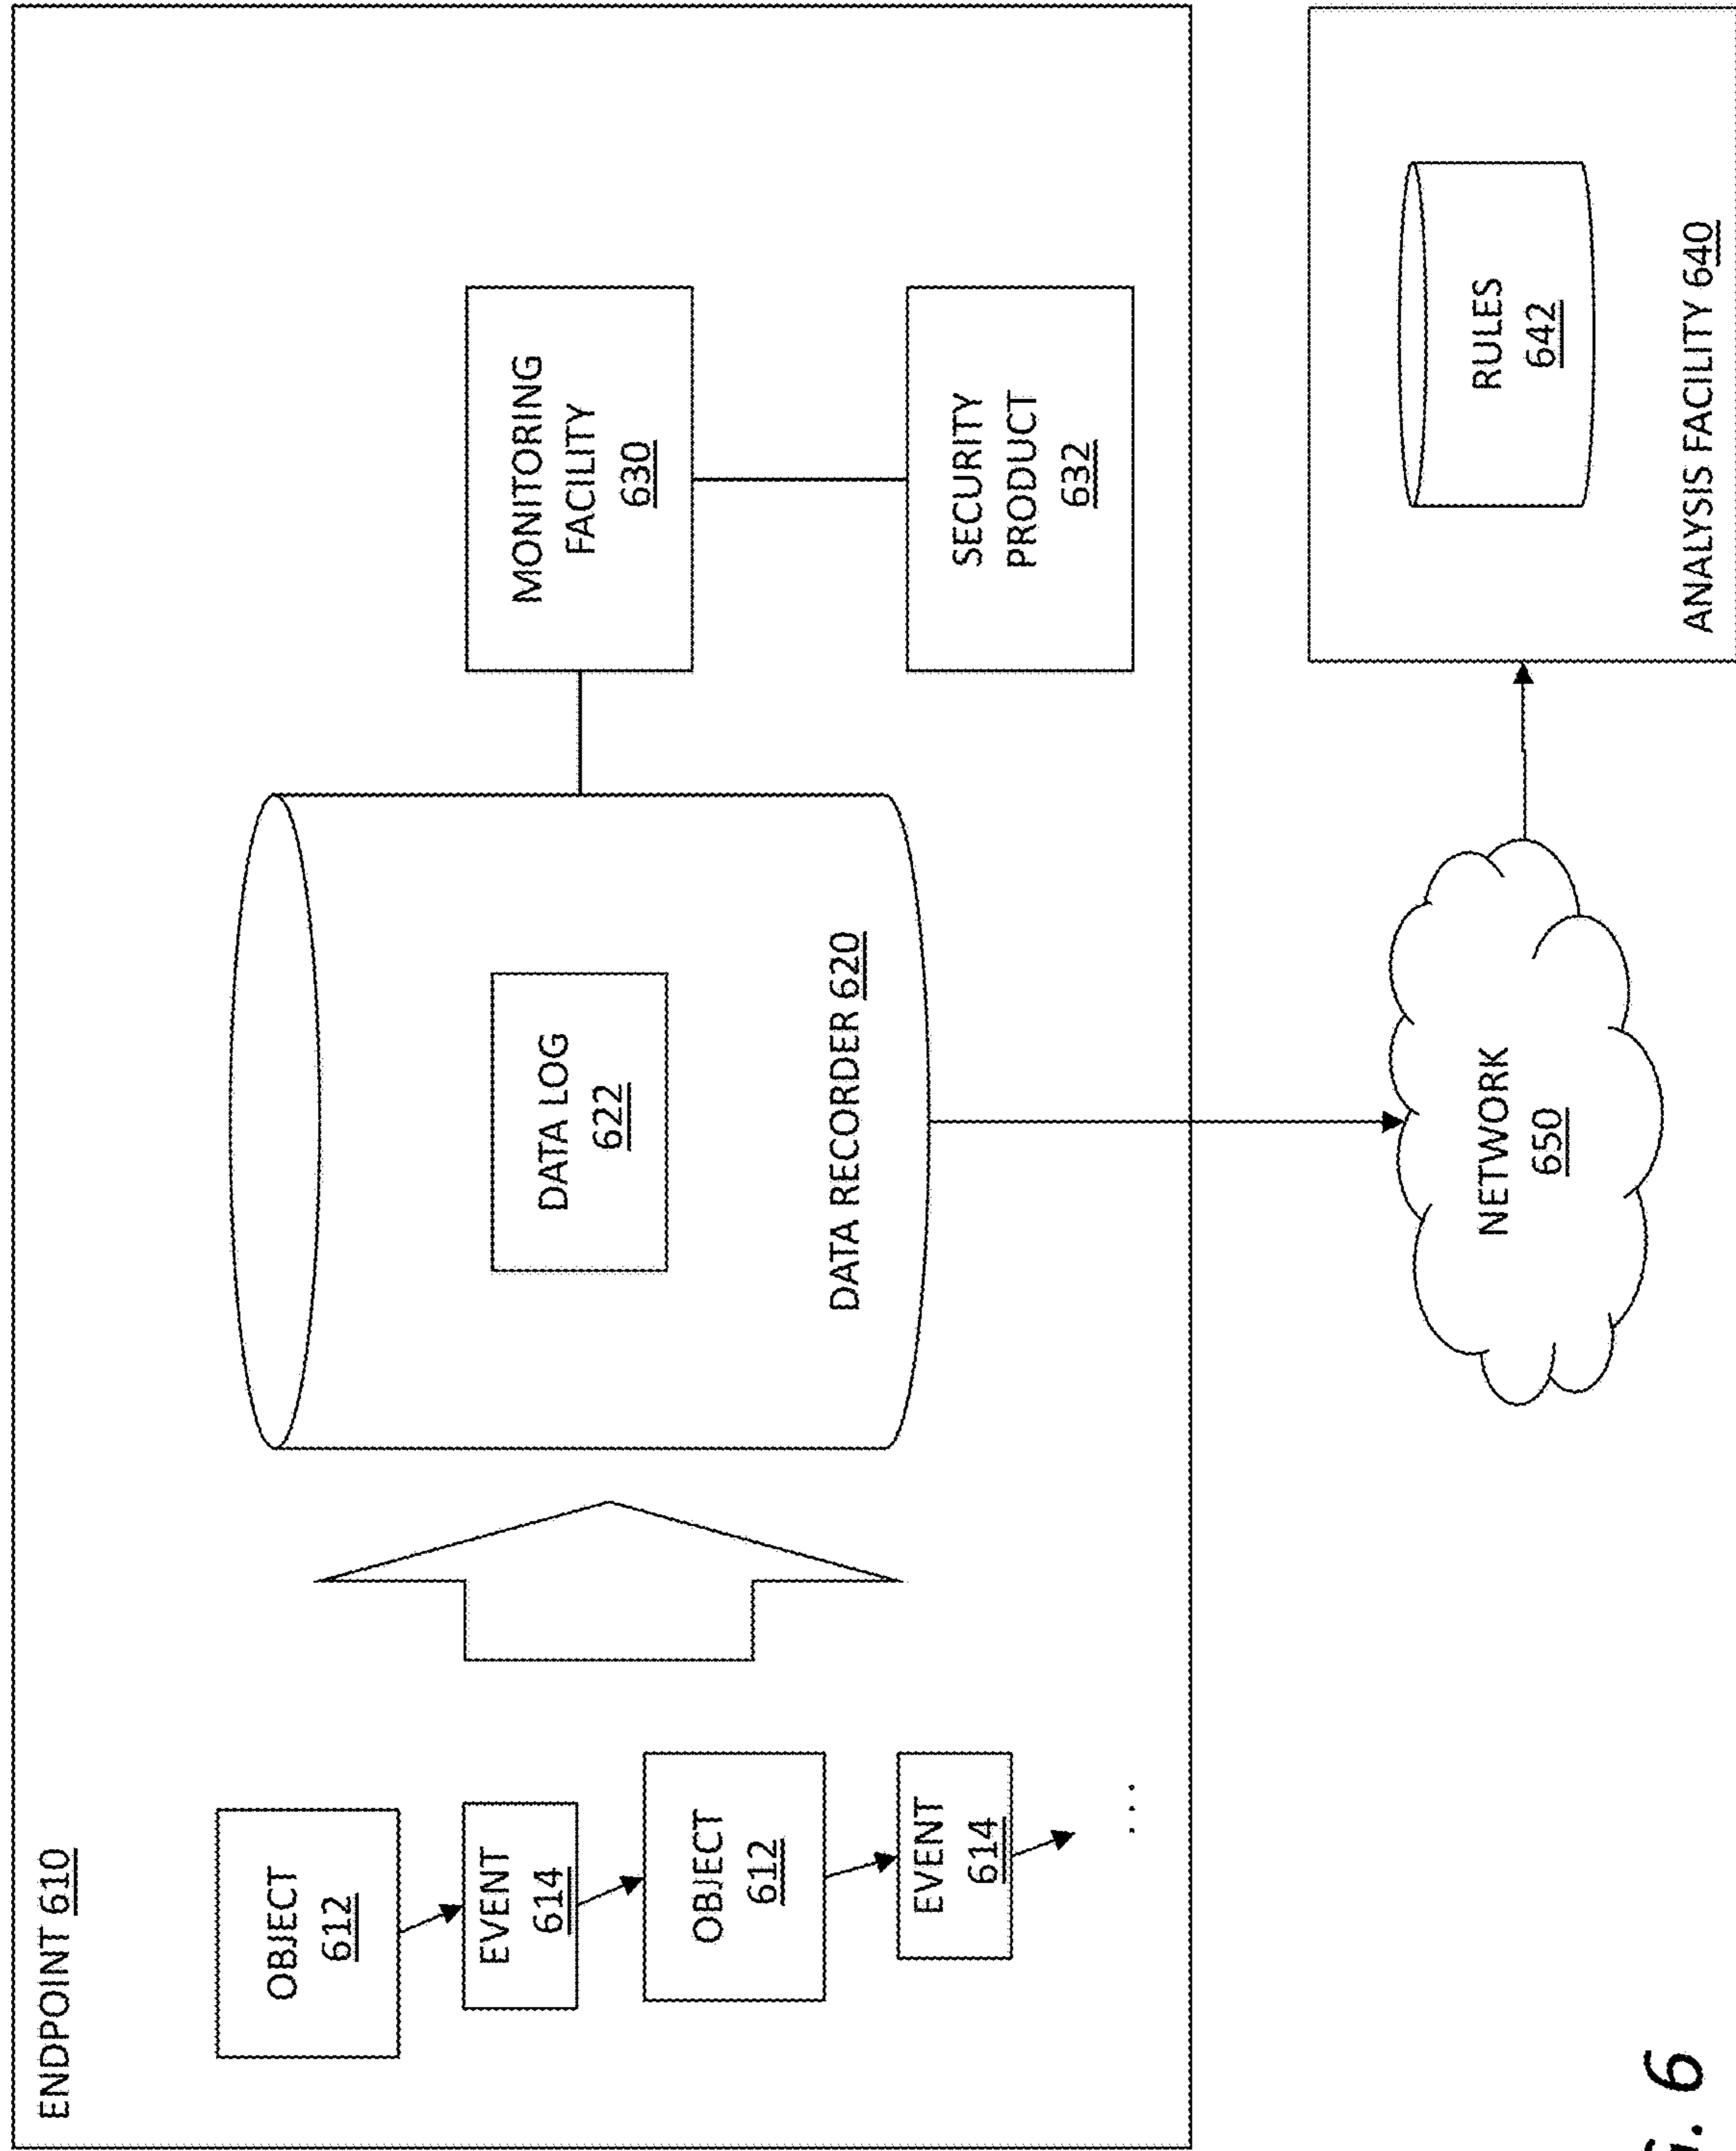 ENDPOINT 610
OBJECT
612
EVENT
614
OBJECT
612
EVENT
614
...
DATA LOG
622
DATA RECORDER 620
MONITORING
FACILITY
630
SECURITY
PRODUCT
632
NETWORK
650
RULES
642
ANALYSIS FACILITY 640
G. 6